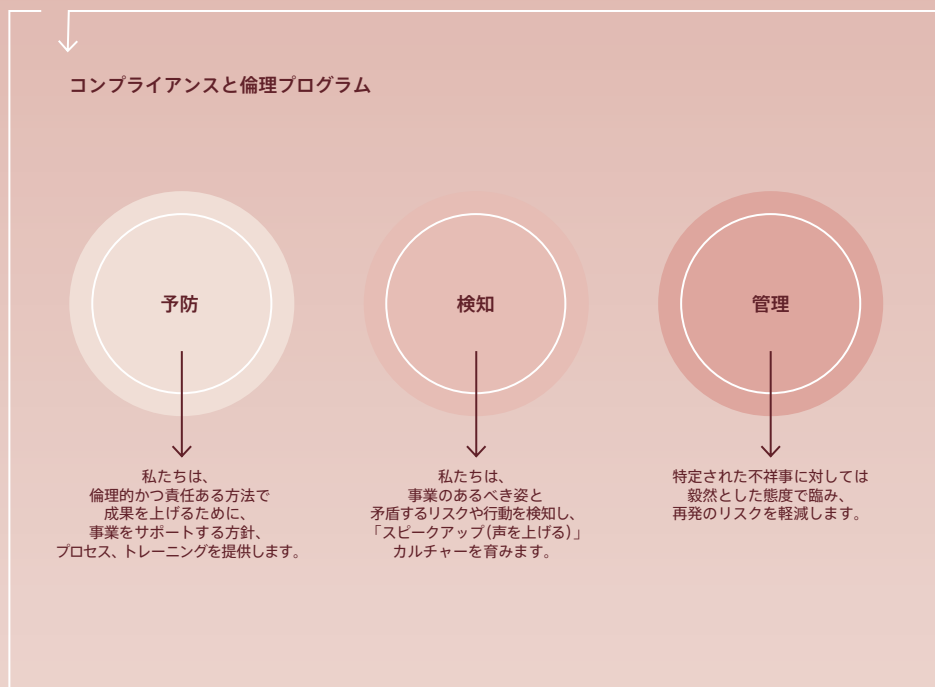 コンプライアンスと倫理プログラム
予防
検知
管理
私たちは、
倫理的かつ責任ある方法で
成果を上げるために、
事業をサポートする方針、
プロセス、トレーニングを提供します。
私たちは、
事業のあるべき姿と
矛盾するリスクや行動を検知し、
「スピークアップ(声を上げる)」
カルチャーを育みます。
特定された不祥事に対しては
毅然とした態度で臨み、
再発のリスクを軽減します。